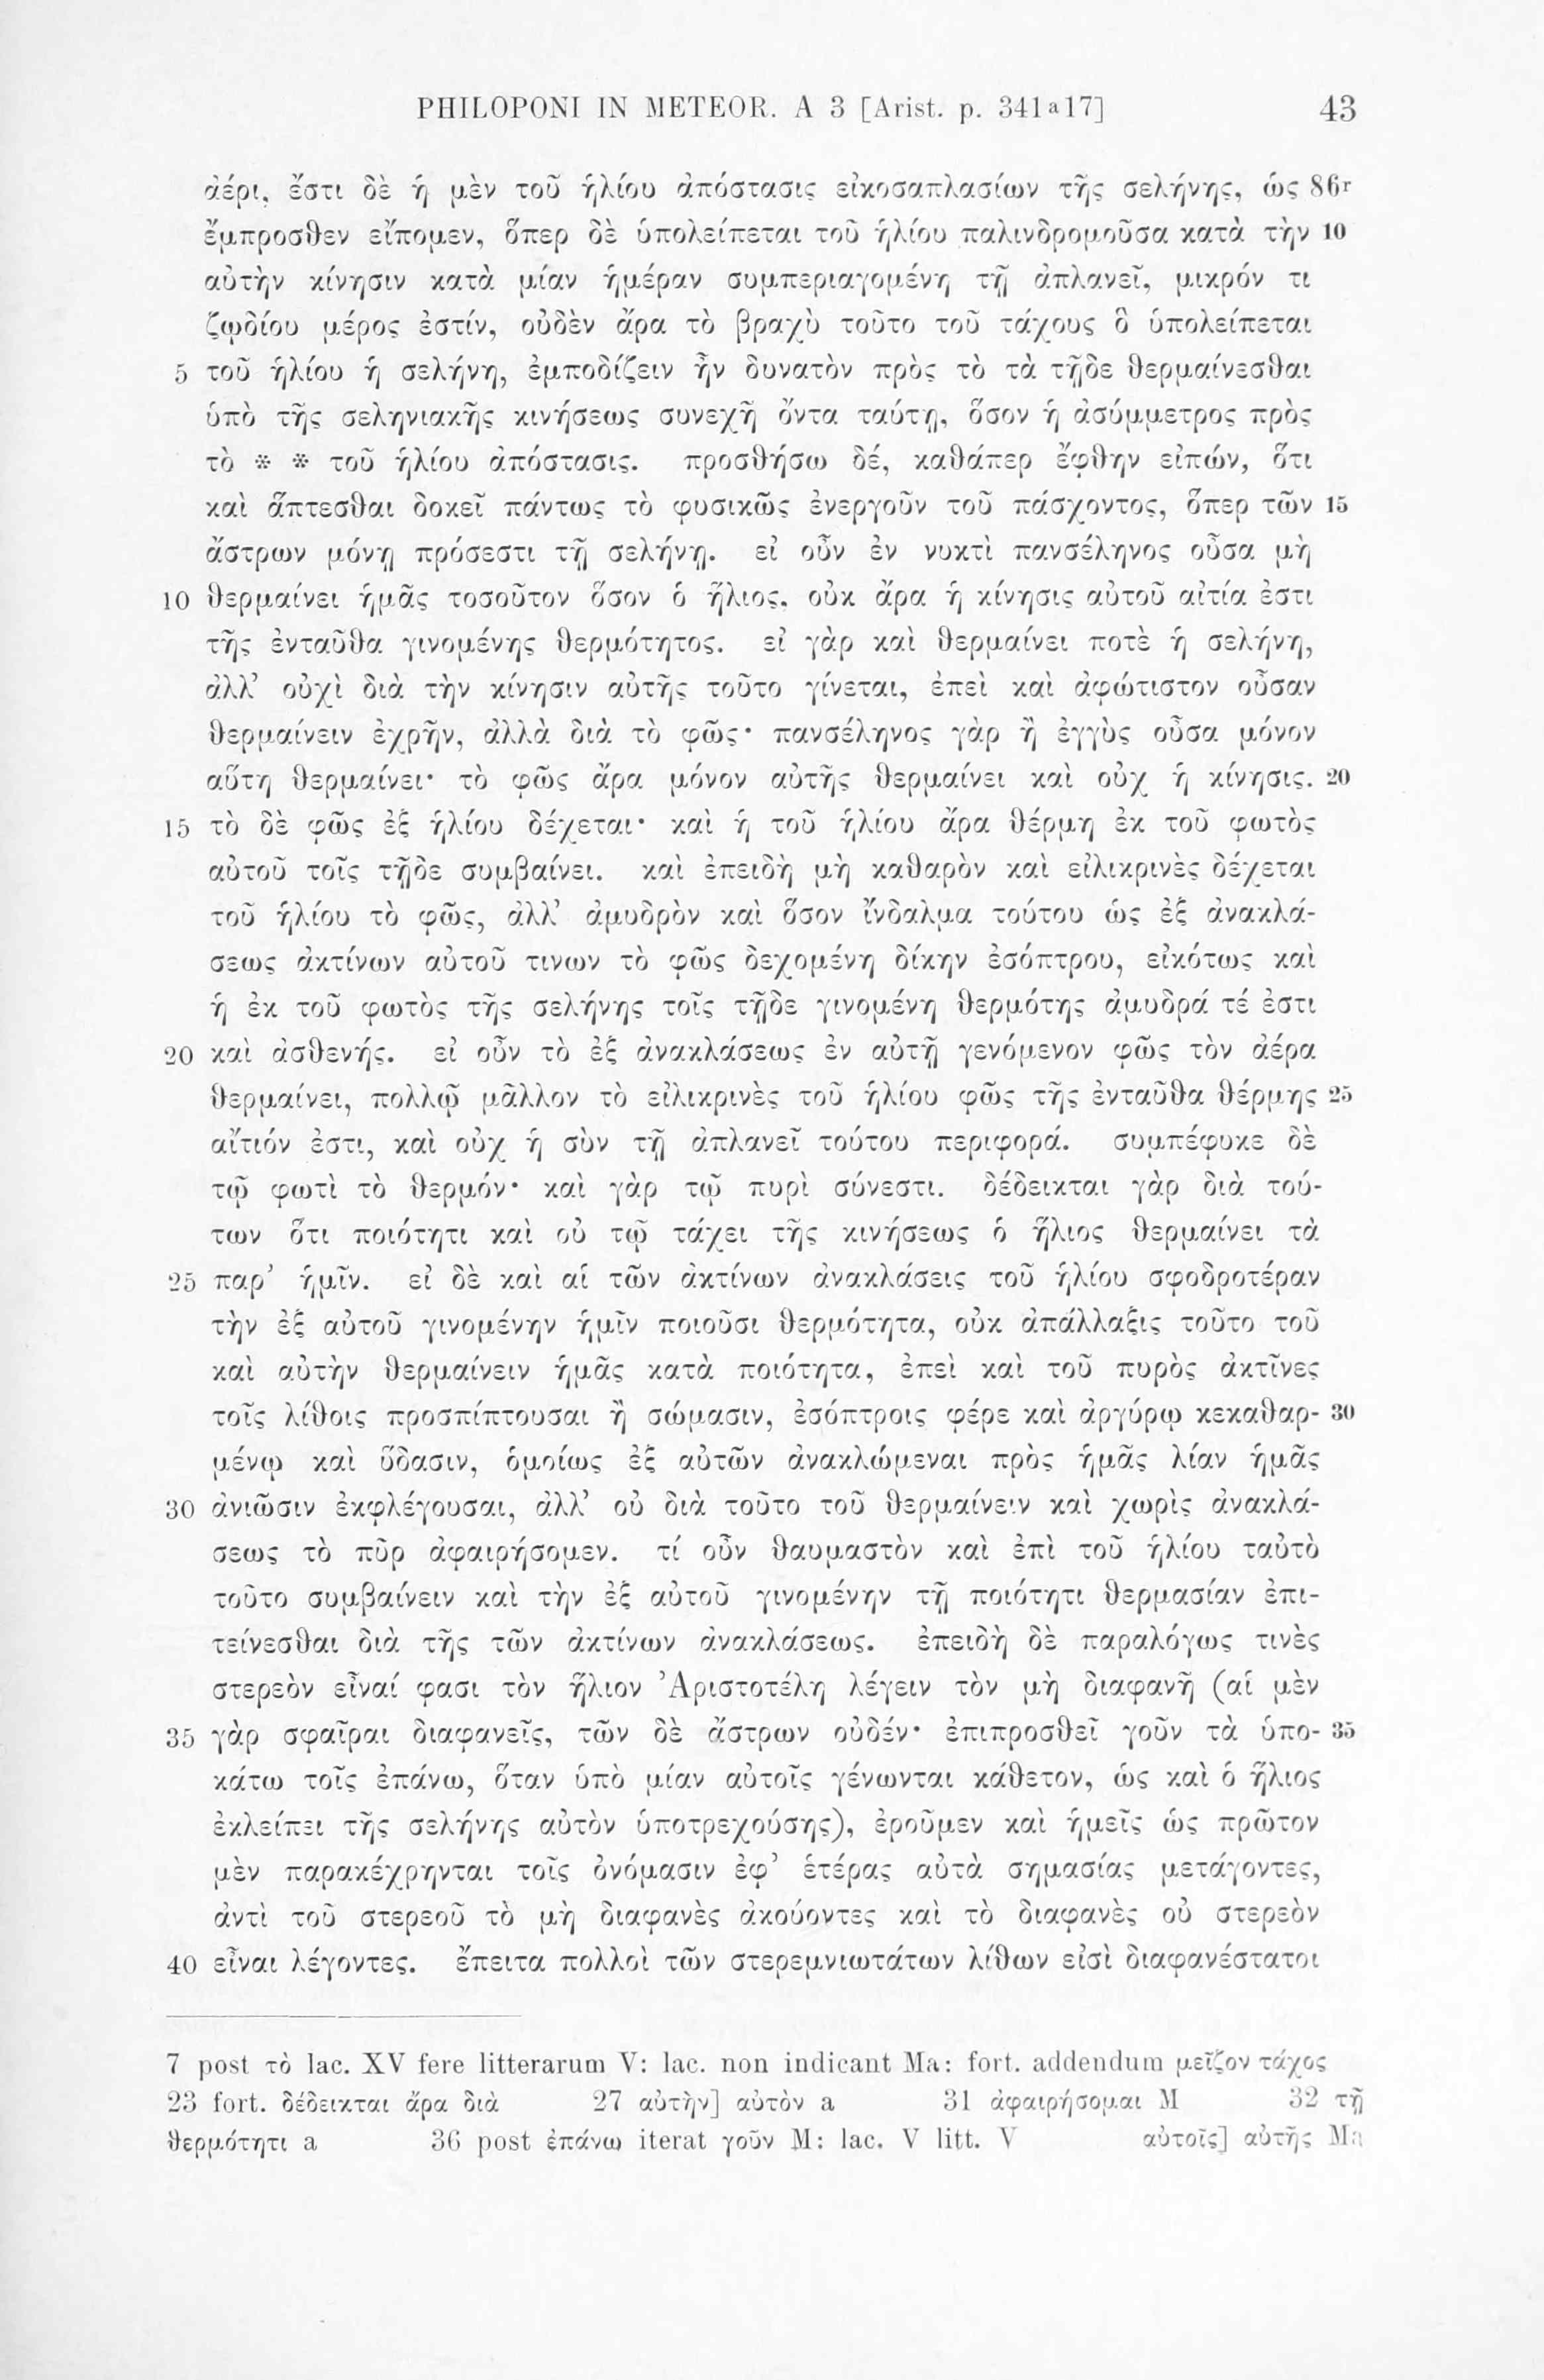 PHILOPONI IN METEOR. A 3 [Arist. p. 341a17] 43
ἀέρι, ἔστι δὲ ἡ μὲν τοῦ ἡλίου ἀπόστασις εἰκοσαπλασίων τῆς σελήνης, ὡς 86r
ἔμπροσθεν εἴπομεν, ὅπερ δὲ ὑπολείπεται τοῦ ἡλίου παλινδρομοῦσα κατὰ τὴν 10
αὐτὴν κίνησιν κατὰ μίαν ἡμέραν συμπεριαγομένη τῇ ἀπλανεῖ, μικρόν τι
ζῳδίου μέρος ἐστίν, οὐδὲν ἄρα τὸ βραχὺ τοῦτο τοῦ τάχους ὃ ὑπολείπεται
5 τοῦ ἡλίου ἡ σελήνη, ἐμποδίζειν ἦν δυνατὸν πρὸς τὸ τὰ τῇδε θερμαίνεσθαι
ὑπὸ τῆς σεληνιακῆς κινήσεως συνεχῆ ὄντα ταύτῃ, ὅσον ἡ ἀσύμμετρος πρὸς
τὸ * * τοῦ ἡλίου ἀπόστασις. προσθήσω δέ, καθάπερ ἔφθην εἰπών, ὅτι
καὶ ἅπτεσθαι δοκεῖ πάντως τὸ φυσικῶς ἐνεργοῦν τοῦ πάσχοντος, ὅπερ τῶν 15
ἄστρων μόνῃ πρόσεστι τῇ σελήνῃ. εἰ οὖν ἐν νυκτὶ πανσέληνος οὖσα μὴ
10 θερμαίνει ἡμᾶς τοσοῦτον ὅσον ὁ ἥλιος, οὐκ ἄρα ἡ κίνησις αὐτοῦ αἰτία ἐστι
τῆς ἐνταῦθα γινομένης θερμότητος. εἰ γὰρ καὶ θερμαίνει ποτὲ ἡ σελήνη,
ἀλλ’ οὐχὶ διὰ τὴν κίνησιν αὐτῆς τοῦτο γίνεται, ἐπεὶ καὶ ἀφώτιστον οὖσαν
θερμαίνειν ἐχρῆν, ἀλλὰ διὰ τὸ φῶς· πανσέληνος γὰρ ἢ ἐγγὺς οὖσα μόνον
αὕτη θερμαίνει· τὸ φῶς ἄρα μόνον αὐτῆς θερμαίνει καὶ οὐχ ἡ κίνησις. 20
15 τὸ δὲ φῶς ἐξ ἡλίου δέχεται· καὶ ἡ τοῦ ἡλίου ἄρα θέρμη ἐκ τοῦ φωτὸς
αὐτοῦ τοῖς τῇδε συμβαίνει. καὶ ἐπειδὴ μὴ καθαρὸν καὶ εἰλικρινὲς δέχεται
τοῦ ἡλίου τὸ φῶς, ἀλλ’ ἀμυδρὸν καὶ ὅσον ἴνδαλμα τούτου ὡς ἐξ ἀνακλά-
σεως ἀκτίνων αὐτοῦ τινων τὸ φῶς δεχομένη δίκην ἐσόπτρου, εἰκότως καὶ
ἡ ἐκ τοῦ φωτὸς τῆς σελήνης τοῖς τῇδε γινομένη θερμότης ἀμυδρά τέ ἐστι
20 καὶ ἀσθενής. εἰ οὖν τὸ ἐξ ἀνακλάσεως ἐν αὐτῇ γενόμενον φῶς τὸν ἀέρα
θερμαίνει, πολλῷ μᾶλλον τὸ εἰλικρινὲς τοῦ ἡλίου φῶς τῆς ἐνταῦθα θέρμης 25
αἴτιόν ἐστι, καὶ οὐχ ἡ σὺν τῇ ἀπλανεῖ τούτου περιφορά. συμπέφυκε δὲ
τῷ φωτὶ τὸ θερμόν· καὶ γὰρ τῷ πυρὶ σύνεστι. δέδεικται γὰρ διὰ τού-
των ὅτι ποιότητι καὶ οὐ τῷ τάχει τῆς κινήσεως ὁ ἥλιος θερμαίνει τὰ
25 παρ’ ἡμῖν. εἰ δὲ καὶ αἱ τῶν ἀκτίνων ἀνακλάσεις τοῦ ἡλίου σφοδροτέραν
τὴν ἐξ αὐτοῦ γινομένην ἡμῖν ποιοῦσι θερμότητα, οὐκ ἀπάλλαξις τοῦτο τοῦ
καὶ αὐτὴν θερμαίνειν ἡμᾶς κατὰ ποιότητα, ἐπεὶ καὶ τοῦ πυρὸς ἀκτῖνες
τοῖς λίθοις προσπίπτουσαι ἢ σώμασιν, ἐσόπτροις φέρε καὶ ἀργύρῳ κεκαθαρ- 30
μένῳ καὶ ὕδασιν, ὁμοίως ἐξ αὐτῶν ἀνακλώμεναι πρὸς ἡμᾶς λίαν ἡμᾶς
30 ἀνιῶσιν ἐκφλέγουσαι, ἀλλ’ οὐ διὰ τοῦτο τοῦ θερμαίνειν καὶ χωρὶς ἀνακλά-
σεως τὸ πῦρ ἀφαιρήσομεν. τί οὖν θαυμαστὸν καὶ ἐπὶ τοῦ ἡλίου ταὐτὸ
τοῦτο συμβαίνειν καὶ τὴν ἐξ αὐτοῦ γινομένην τῇ ποιότητι θερμασίαν ἐπι-
τείνεσθαι διὰ τῆς τῶν ἀκτίνων ἀνακλάσεως. ἐπειδὴ δὲ παραλόγως τινὲς
στερεὸν εἶναί φασι τὸν ἥλιον Ἀριστοτέλη λέγειν τὸν μὴ διαφανῆ (αἱ μὲν
35 γὰρ σφαῖραι διαφανεῖς, τῶν δὲ ἄστρων οὐδέν· ἐπιπροσθεῖ γοῦν τὰ ὑπο- 35
κάτω τοῖς ἐπάνω, ὅταν ὑπὸ μίαν αὐτοῖς γένωνται κάθετον, ὡς καὶ ὁ ἥλιος
ἐκλείπει τῆς σελήνης αὐτὸν ὑποτρεχούσης), ἐροῦμεν καὶ ἡμεῖς ὡς πρῶτον
μὲν παρακέχρηνται τοῖς ὀνόμασιν ἐφ’ ἑτέρας αὐτὰ σημασίας μετάγοντες,
ἀντὶ τοῦ στερεοῦ τὸ μὴ διαφανὲς ἀκούοντες καὶ τὸ διαφανὲς οὐ στερεὸν
40 εἶναι λέγοντες. ἔπειτα πολλοὶ τῶν στερεμνιωτάτων λίθων εἰσὶ διαφανέστατοι
7 post τὸ lac. XV fere litterarum V: lac. non indicant Ma: fort. addendum μεῖζον τάχος
23 fort. δέδεικται ἄρα διὰ 27 αὐτὴν] αὐτὸν a 31 ἀφαιρήσομαι M 32 τῇ
θερμότητι a 36 post ἐπάνω iterat γοῦν M: lac. V litt. V αὐτοῖς] αὐτῆς Ma